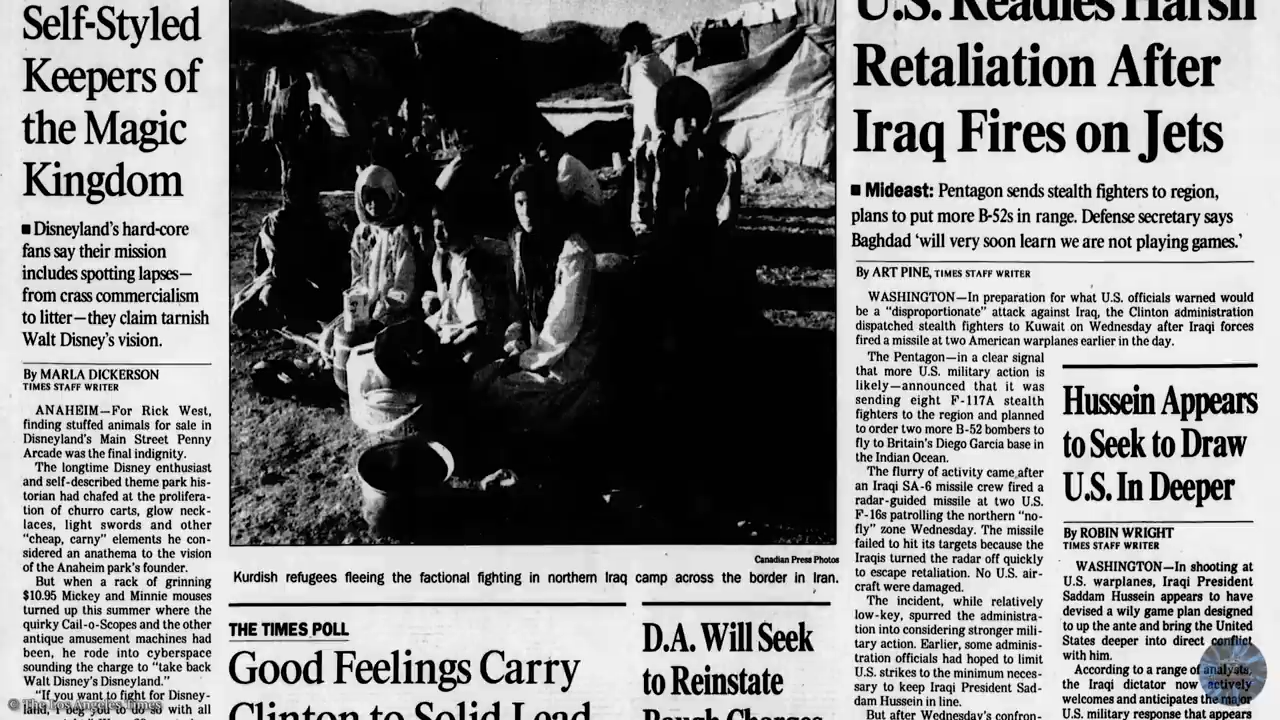 Self-Styled
Keepers of
the Magic
Kingdom
■ Disneyland's hard-core
fans say their mission
includes spotting lapses—
from crass commercialism
to litter—they claim tarnish
Walt Disney's vision.
By MARLA DICKERSON
TIMES STAFF WRITER
ANAHEIM—For Rick West,
finding stuffed animals for sale in
Disneyland's Main Street Penny
Arcade was the final indignity.
The longtime Disney enthusiast
and self-described theme park his-
torian had chafed at the prolifera-
tion of churro carts, glow neck-
laces, light swords and other
"cheap, carny" elements he con-
sidered an anathema to the vision
of the Anaheim park's founder.
But when a rack of grinning
$10.95 Mickey and Minnie mouses
turned up this summer where the
quirky Cail-o-Scopes and the other
antique amusement machines had
been, he rode into cyberspace
sounding the charge to "take back
Walt Disney's Disneyland."
"If you want to fight for Disney-
land, I beg you to do so with all
© The Los Angeles Times
Canadian Press Photos
Kurdish refugees fleeing the factional fighting in northern Iraq camp across the border in Iran.
THE TIMES POLL
Good Feelings Carry
Clinton to Solid Lead
D.A. Will Seek
to Reinstate
Rough Charges
U.S. Readies Harsh
Retaliation After
Iraq Fires on Jets
■ Mideast: Pentagon sends stealth fighters to region,
plans to put more B-52s in range. Defense secretary says
Baghdad 'will very soon learn we are not playing games.'
By ART PINE, TIMES STAFF WRITER
WASHINGTON—In preparation for what U.S. officials warned would
be a "disproportionate" attack against Iraq, the Clinton administration
dispatched stealth fighters to Kuwait on Wednesday after Iraqi forces
fired a missile at two American warplanes earlier in the day.
The Pentagon—in a clear signal
that more U.S. military action is
likely—announced that it was
sending eight F-117A stealth
fighters to the region and planned
to order two more B-52 bombers to
fly to Britain's Diego Garcia base in
the Indian Ocean.
The flurry of activity came after
an Iraqi SA-6 missile crew fired a
radar-guided missile at two U.S.
F-16s patrolling the northern "no-
fly" zone Wednesday. The missile
failed to hit its targets because the
Iraqis turned the radar off quickly
to escape retaliation. No U.S. air-
craft were damaged.
The incident, while relatively
low-key, spurred the administra-
tion into considering stronger mili-
tary action. Earlier, some adminis-
tration officials had hoped to limit
U.S. strikes to the minimum neces-
sary to keep Iraqi President Sad-
dam Hussein in line.
But after Wednesday's confron-
Hussein Appears
to Seek to Draw
U.S. In Deeper
By ROBIN WRIGHT
TIMES STAFF WRITER
WASHINGTON—In shooting at
U.S. warplanes, Iraqi President
Saddam Hussein appears to have
devised a wily game plan designed
to up the ante and bring the United
States deeper into direct conflict
with him.
According to a range of analysts,
the Iraqi dictator now actively
welcomes and anticipates the major
U.S. military response that appears